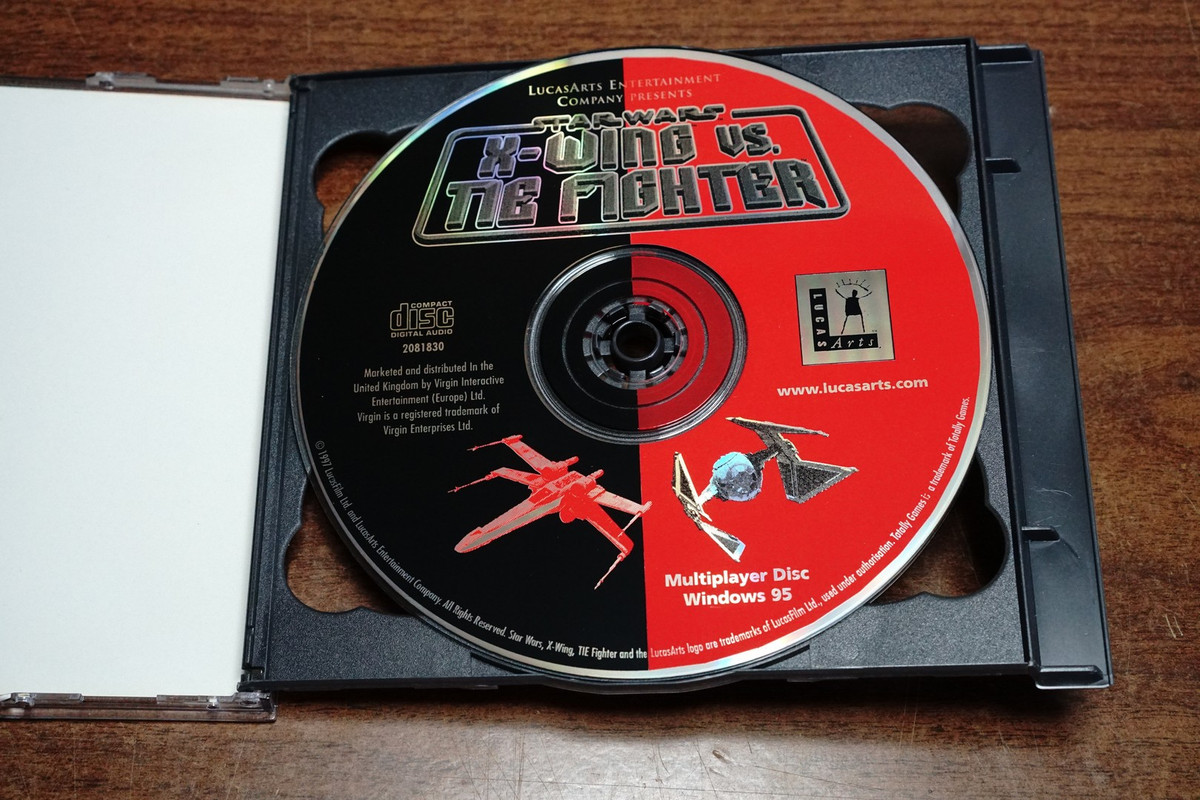 LucasArts Entertainment
Company presents
STAR WARS
X-WING VS.
TIE FIGHTER
COMPACT
disc
DIGITAL AUDIO
2081830
Marketed and distributed In the
United Kingdom by Virgin Interactive
Entertainment (Europe) Ltd.
Virgin is a registered trademark of
Virgin Enterprises Ltd.
LUCAS
Arts
www.lucasarts.com
Multiplayer Disc
Windows 95
© 1997 LucasFilm Ltd. and LucasArts Entertainment Company. All Rights Reserved. Star Wars, X-Wing, TIE Fighter and the LucasArts logo are trademarks of LucasFilm Ltd., used under authorisation. Totally Games is a trademark of Totally Games.